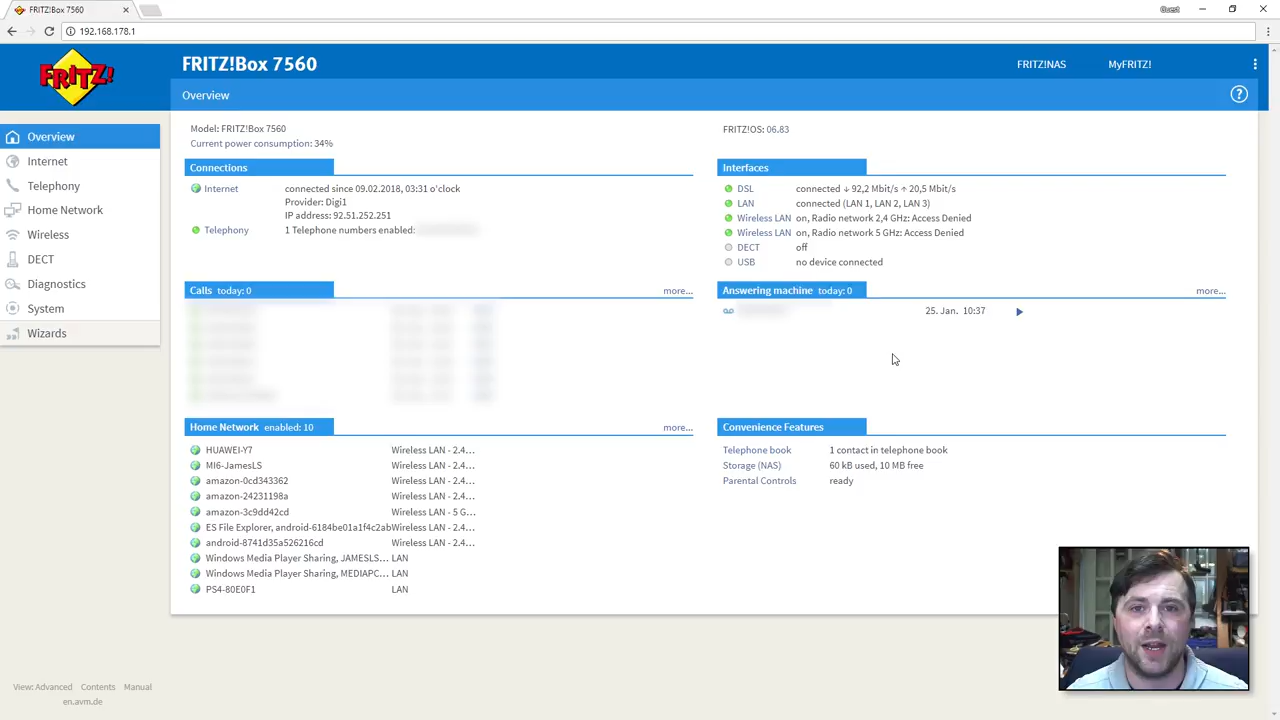 FRITZ!Box 7560
Guest
192.168.178.1
FRITZ!
FRITZ!Box 7560
FRITZ!NAS
MyFRITZ!
Overview
Overview
Internet
Telephony
Home Network
Wireless
DECT
Diagnostics
System
Wizards
Model: FRITZ!Box 7560
Current power consumption: 34%
FRITZ!OS: 06.83
Connections
Internet connected since 09.02.2018, 03:31 o'clock
Provider: Digi1
IP address: 92.51.252.251
Telephony 1 Telephone numbers enabled:
Interfaces
DSL connected ↓ 92,2 Mbit/s ↑ 20,5 Mbit/s
LAN connected (LAN 1, LAN 2, LAN 3)
Wireless LAN on, Radio network 2,4 GHz: Access Denied
Wireless LAN on, Radio network 5 GHz: Access Denied
DECT off
USB no device connected
Calls today: 0 more...
Answering machine today: 0 more...
25. Jan. 10:37
Home Network enabled: 10 more...
HUAWEI-Y7 Wireless LAN - 2.4...
MI6-JamesLS Wireless LAN - 2.4...
amazon-0cd343362 Wireless LAN - 2.4...
amazon-24231198a Wireless LAN - 2.4...
amazon-3c9dd42cd Wireless LAN - 5 G...
ES File Explorer, android-6184be01a1f4c2ab Wireless LAN - 2.4...
android-8741d35a526216cd Wireless LAN - 2.4...
Windows Media Player Sharing, JAMESLS... LAN
Windows Media Player Sharing, MEDIAPC... LAN
PS4-80E0F1 LAN
Convenience Features
Telephone book 1 contact in telephone book
Storage (NAS) 60 kB used, 10 MB free
Parental Controls ready
View: Advanced Contents Manual
en.avm.de